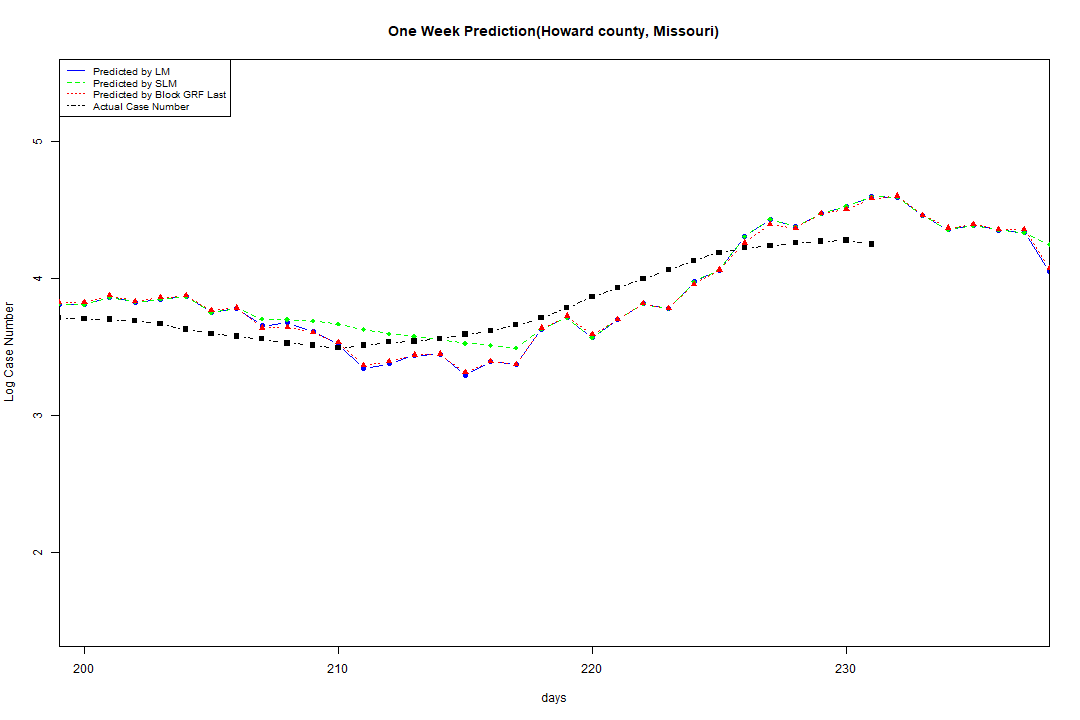 One Week Prediction(Howard county, Missouri)
Predicted by LM
Predicted by SLM
Predicted by Block GRF Last
Actual Case Number
5
4
3
2
Log Case Number
200 210 220 230
days